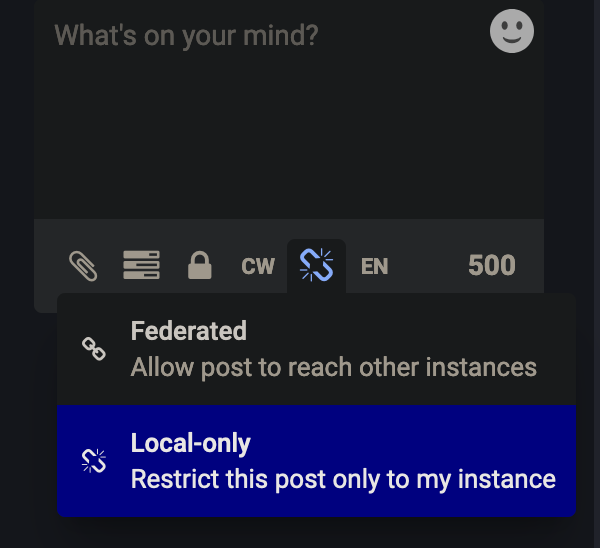 What's on your mind?
CW EN 500
Federated
Allow post to reach other instances
Local-only
Restrict this post only to my instance